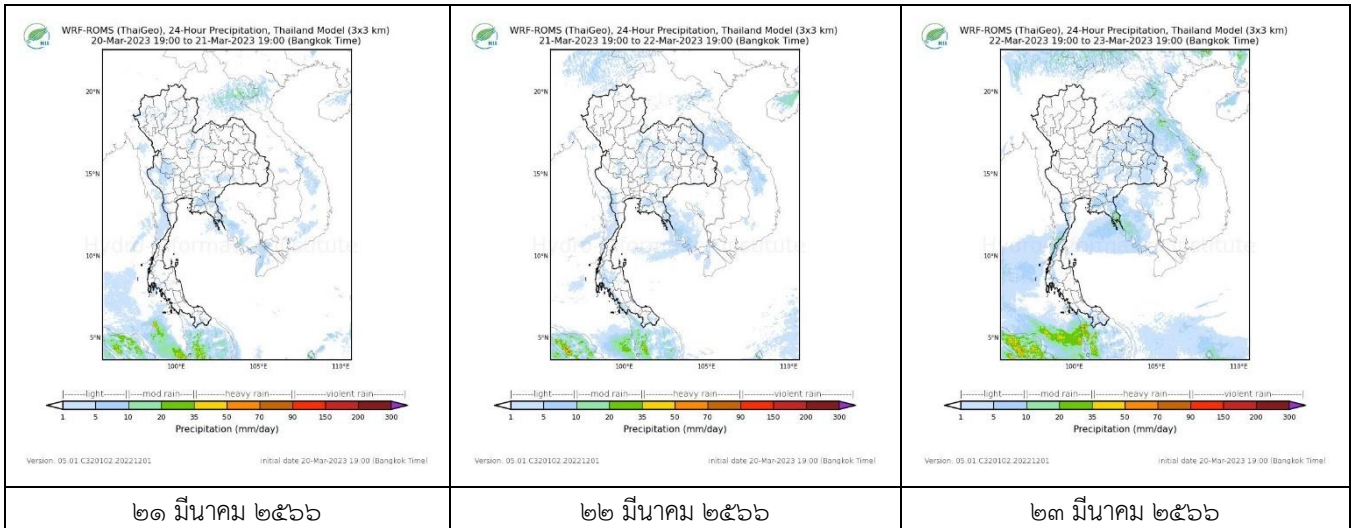 WRF-ROMS (ThaiGeo), 24-Hour Precipitation, Thailand Model (3x3 km)
20-Mar-2023 19:00 to 21-Mar-2023 19:00 (Bangkok Time)
HII
20°N
15°N
10°N
5°N
100°E 105°E 110°E
|------light------||---mod rain---||------heavy rain------||------violent rain------|
1 5 10 20 35 50 70 90 150 200 300
Precipitation (mm/day)
Version: 05.01.C320102.20221201 initial date 20-Mar-2023 19:00 (Bangkok Time)
๒๑ มีนาคม ๒๕๖๖
WRF-ROMS (ThaiGeo), 24-Hour Precipitation, Thailand Model (3x3 km)
21-Mar-2023 19:00 to 22-Mar-2023 19:00 (Bangkok Time)
HII
20°N
15°N
10°N
5°N
100°E 105°E 110°E
|------light------||---mod rain---||------heavy rain------||------violent rain------|
1 5 10 20 35 50 70 90 150 200 300
Precipitation (mm/day)
Version: 05.01.C320102.20221201 initial date 20-Mar-2023 19:00 (Bangkok Time)
๒๒ มีนาคม ๒๕๖๖
WRF-ROMS (ThaiGeo), 24-Hour Precipitation, Thailand Model (3x3 km)
22-Mar-2023 19:00 to 23-Mar-2023 19:00 (Bangkok Time)
HII
20°N
15°N
10°N
5°N
100°E 105°E 110°E
|------light------||---mod rain---||------heavy rain------||------violent rain------|
1 5 10 20 35 50 70 90 150 200 300
Precipitation (mm/day)
Version: 05.01.C320102.20221201 initial date 20-Mar-2023 19:00 (Bangkok Time)
๒๓ มีนาคม ๒๕๖๖